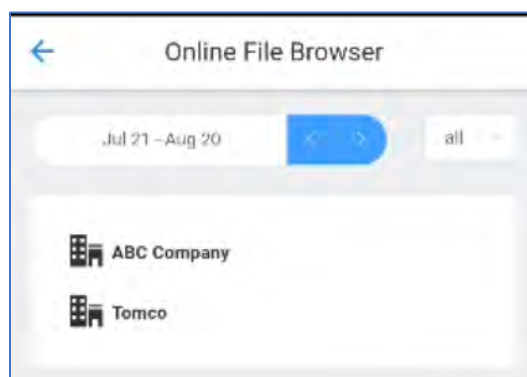 Online File Browser
Jul 21 - Aug 20
all
ABC Company
Tomco